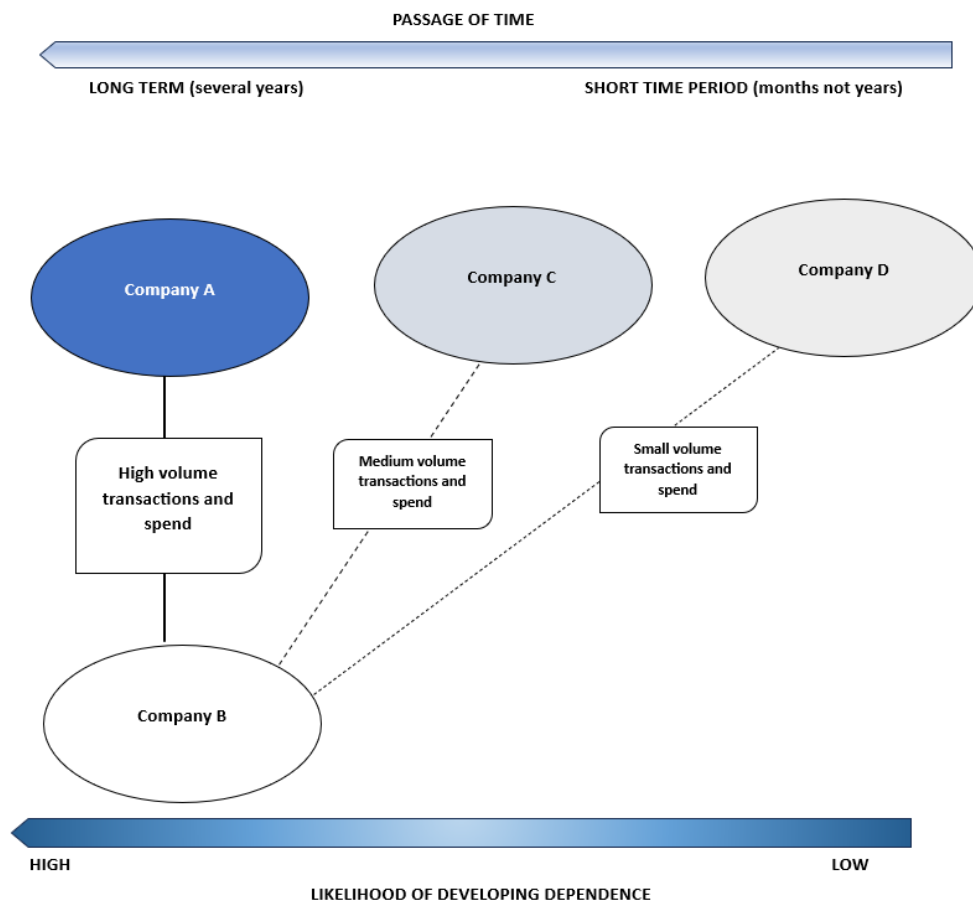 PASSAGE OF TIME
LONG TERM (several years)
SHORT TIME PERIOD (months not years)
Company A
Company C
Company D
High volume
transactions and
spend
Medium volume
transactions and
spend
Small volume
transactions and
spend
Company B
HIGH
LOW
LIKELIHOOD OF DEVELOPING DEPENDENCE